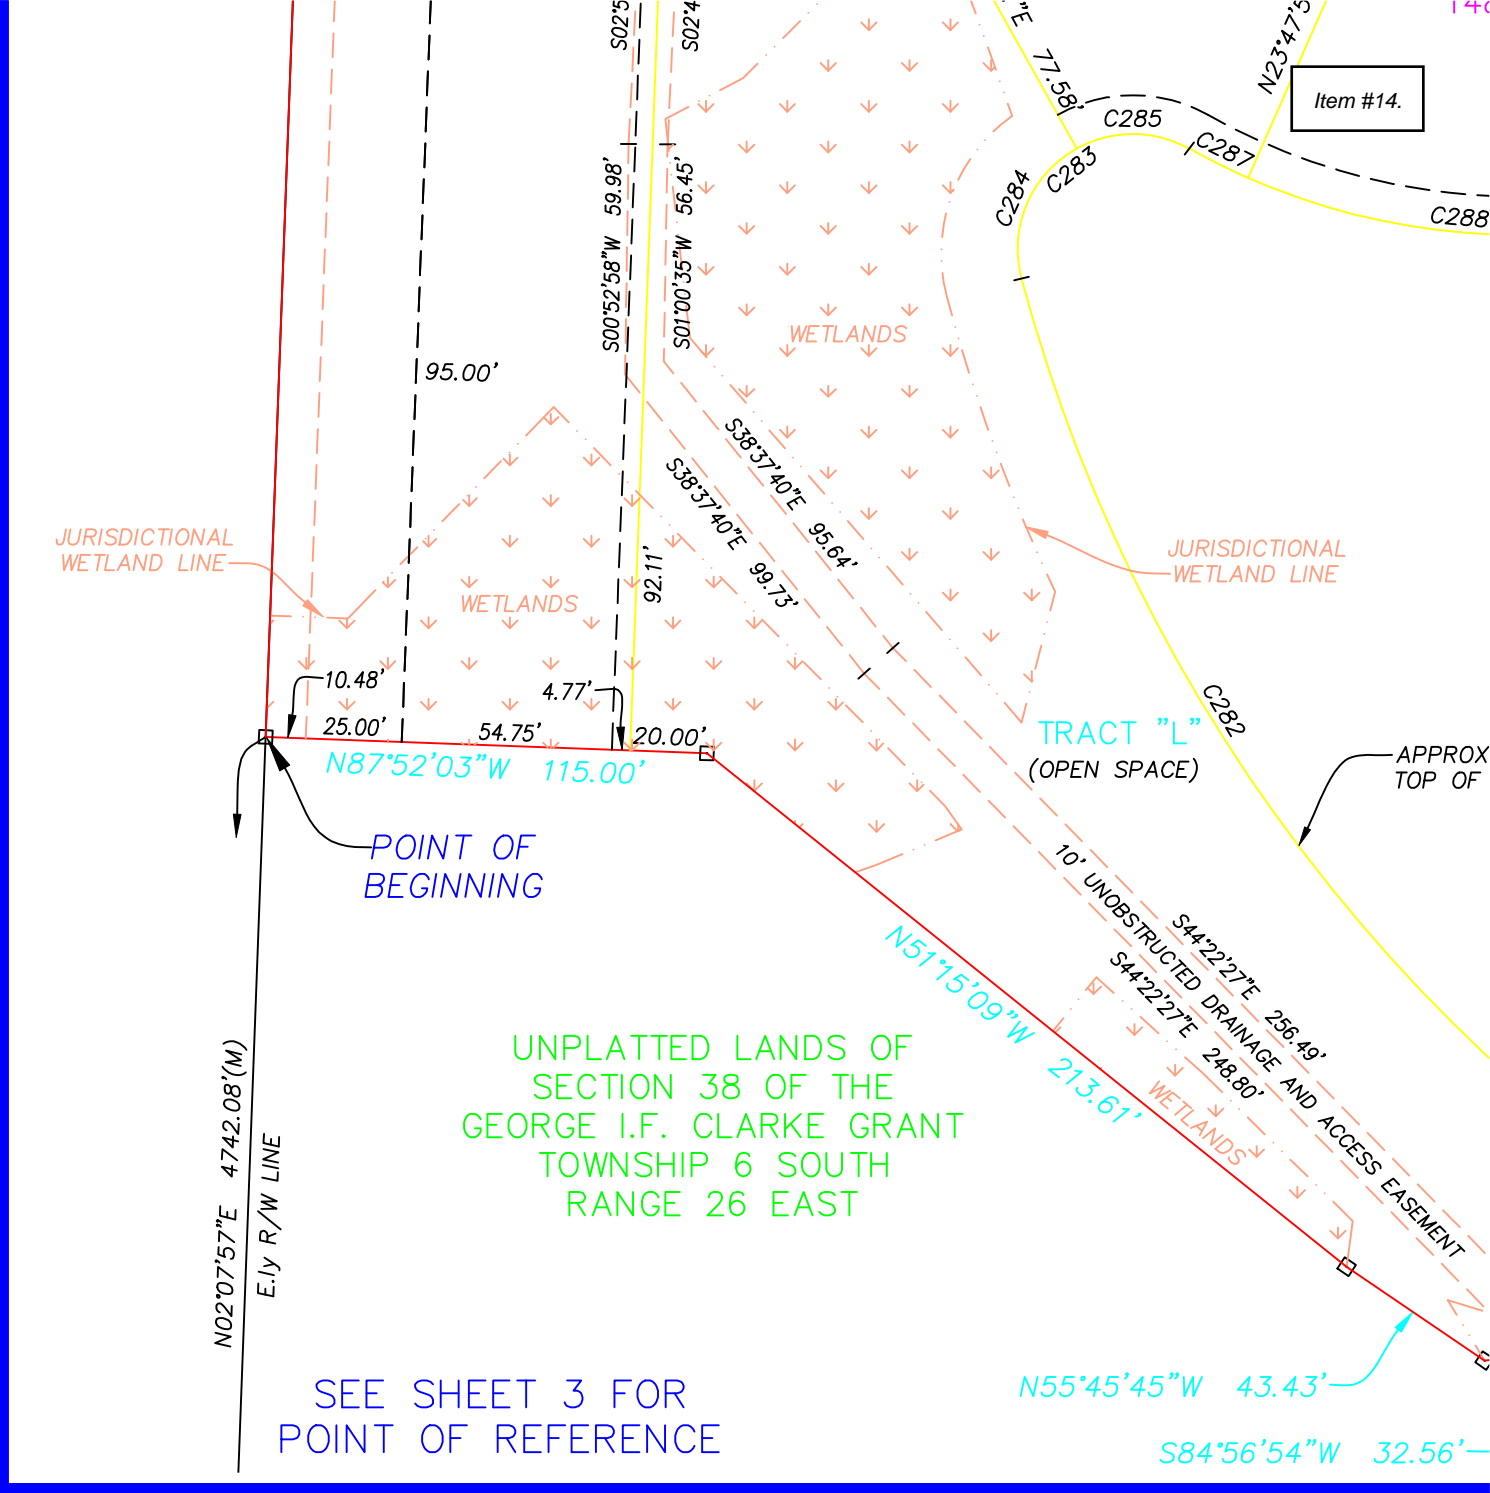 Item #14.
77.58'
C285
C287
C283
C284
C288
59.98'
56.45'
S00°52'58"W
S01°00'35"W
WETLANDS
95.00'
S38°37'40"E 95.64'
S38°37'40"E 99.73'
JURISDICTIONAL
WETLAND LINE
JURISDICTIONAL
WETLAND LINE
92.11'
WETLANDS
10.48'
4.77'
25.00'
54.75'
20.00'
N87°52'03"W 115.00'
TRACT "L"
(OPEN SPACE)
C282
APPROX
TOP OF
POINT OF
BEGINNING
10' UNOBSTRUCTED DRAINAGE AND ACCESS EASEMENT
S44°22'27"E 256.49'
S44°22'27"E 248.80'
N51°15'09"W 213.61'
WETLANDS
UNPLATTED LANDS OF
SECTION 38 OF THE
GEORGE I.F. CLARKE GRANT
TOWNSHIP 6 SOUTH
RANGE 26 EAST
N02°07'57"E 4742.08'(M)
E.ly R/W LINE
SEE SHEET 3 FOR
POINT OF REFERENCE
N55°45'45"W 43.43'
S84°56'54"W 32.56'